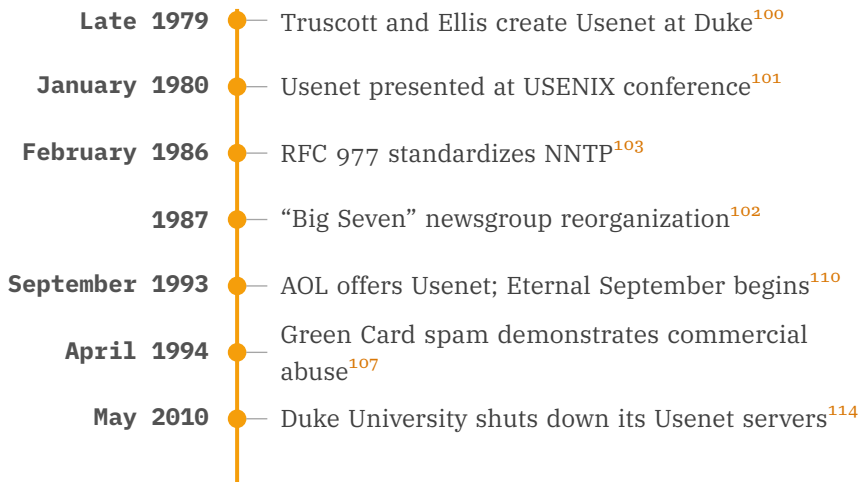 Late 1979 Truscott and Ellis create Usenet at Duke100
January 1980 Usenet presented at USENIX conference101
February 1986 RFC 977 standardizes NNTP103
1987 “Big Seven” newsgroup reorganization102
September 1993 AOL offers Usenet; Eternal September begins110
April 1994 Green Card spam demonstrates commercial
abuse107
May 2010 Duke University shuts down its Usenet servers114